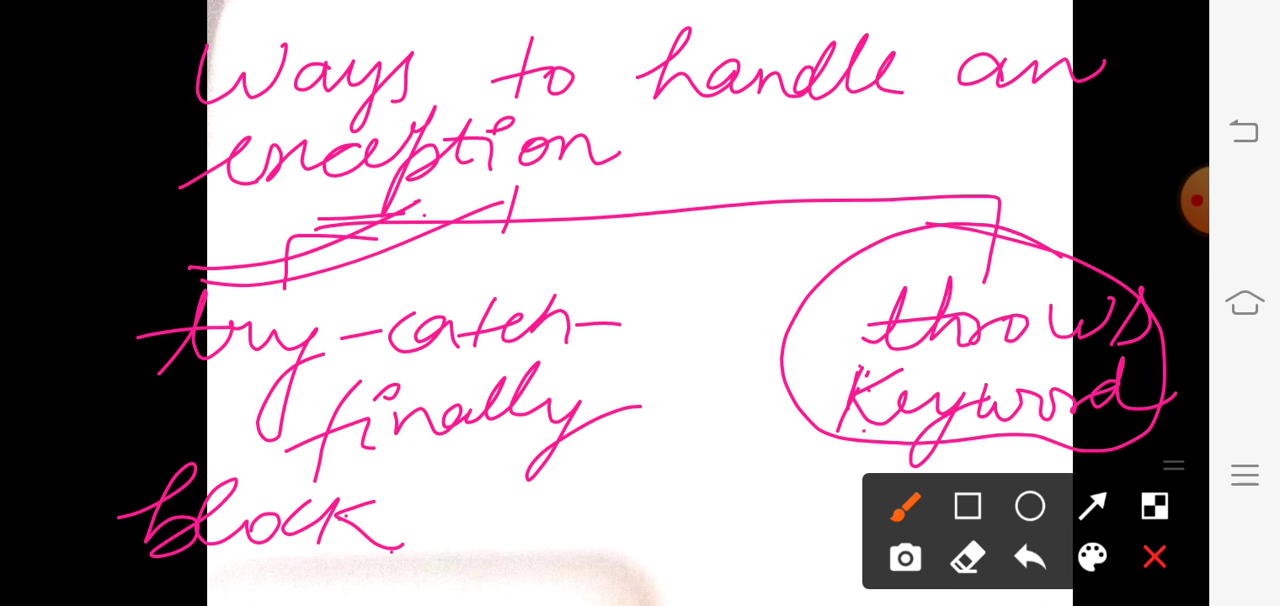 Ways to handle an
exception
try-catch-
finally
block
throws
Keyword